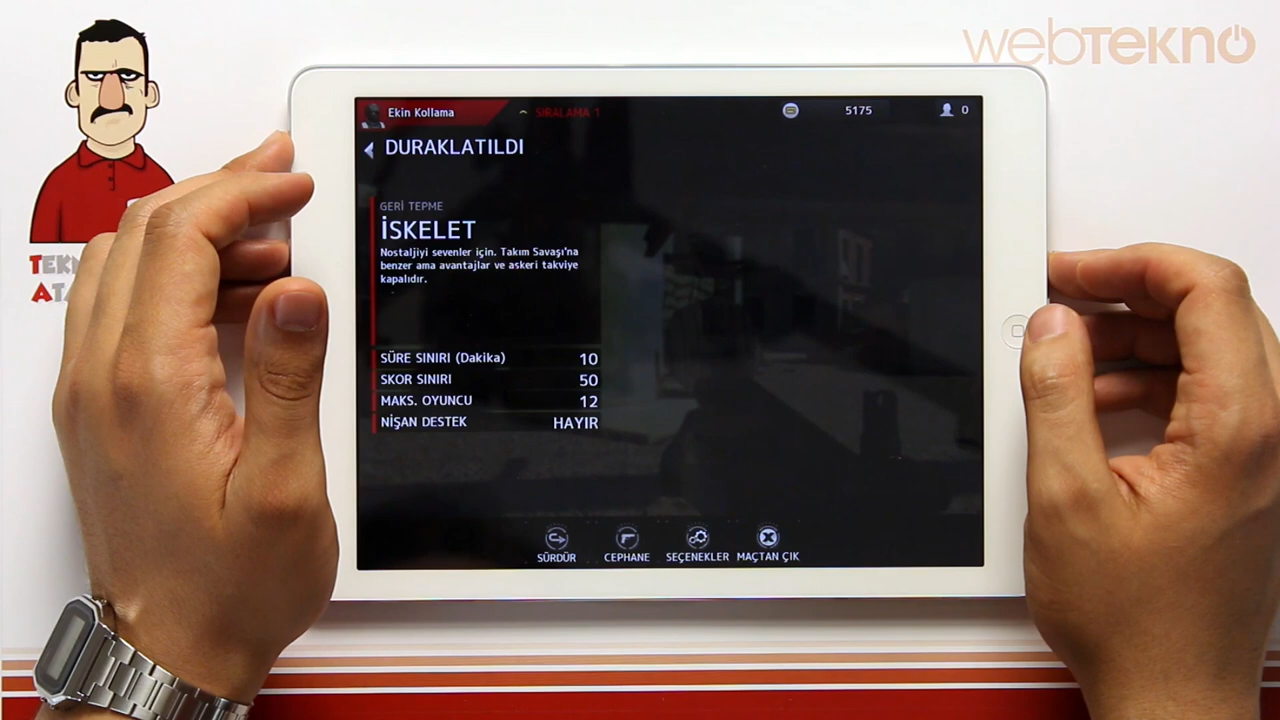 webTEKNO
Ekin Kollama
SIRALAMA 1
5175
0
DURAKLATILDI
GERİ TEPME
İSKELET
Nostaljiyi sevenler için. Takım Savaşı'na
benzer ama avantajlar ve askeri takviye
kapalıdır.
SÜRE SINIRI (Dakika) 10
SKOR SINIRI 50
MAKS. OYUNCU 12
NİŞAN DESTEK HAYIR
SÜRDÜR
CEPHANE
SEÇENEKLER
MAÇTAN ÇIK